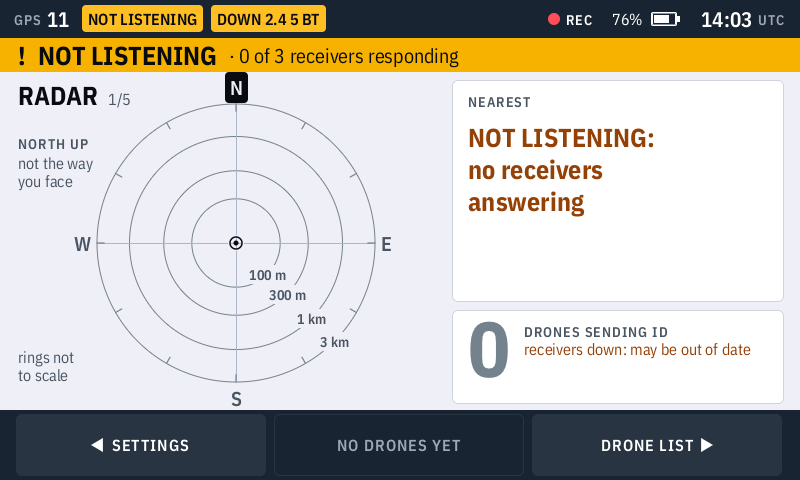 GPS 11 NOT LISTENING DOWN 2.4 5 BT REC 76% 14:03 UTC
! NOT LISTENING · 0 of 3 receivers responding
RADAR 1/5
N
NORTH UP
not the way
you face
W
E
100 m
300 m
1 km
3 km
rings not
to scale
S
NEAREST
NOT LISTENING:
no receivers
answering
0
DRONES SENDING ID
receivers down: may be out of date
◀ SETTINGS
NO DRONES YET
DRONE LIST ▶